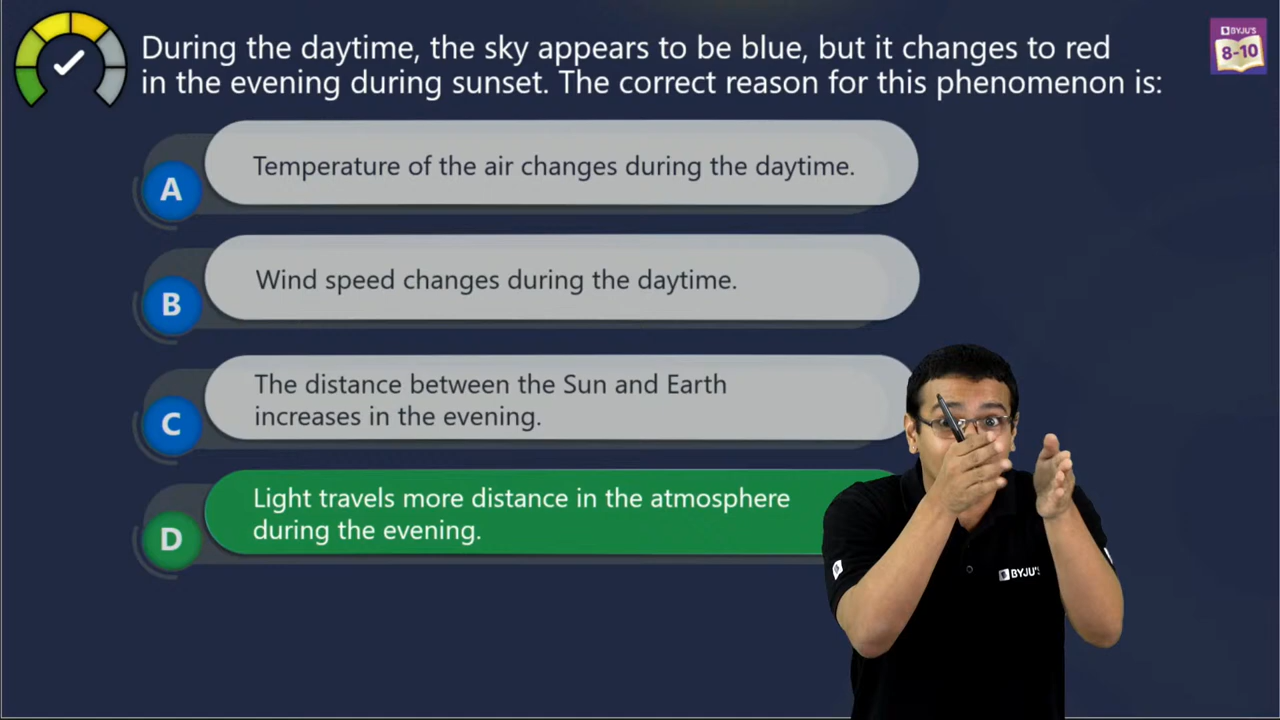 During the daytime, the sky appears to be blue, but it changes to red
in the evening during sunset. The correct reason for this phenomenon is:
BYJU'S
8-10
A
Temperature of the air changes during the daytime.
B
Wind speed changes during the daytime.
C
The distance between the Sun and Earth
increases in the evening.
D
Light travels more distance in the atmosphere
during the evening.
BYJU'S